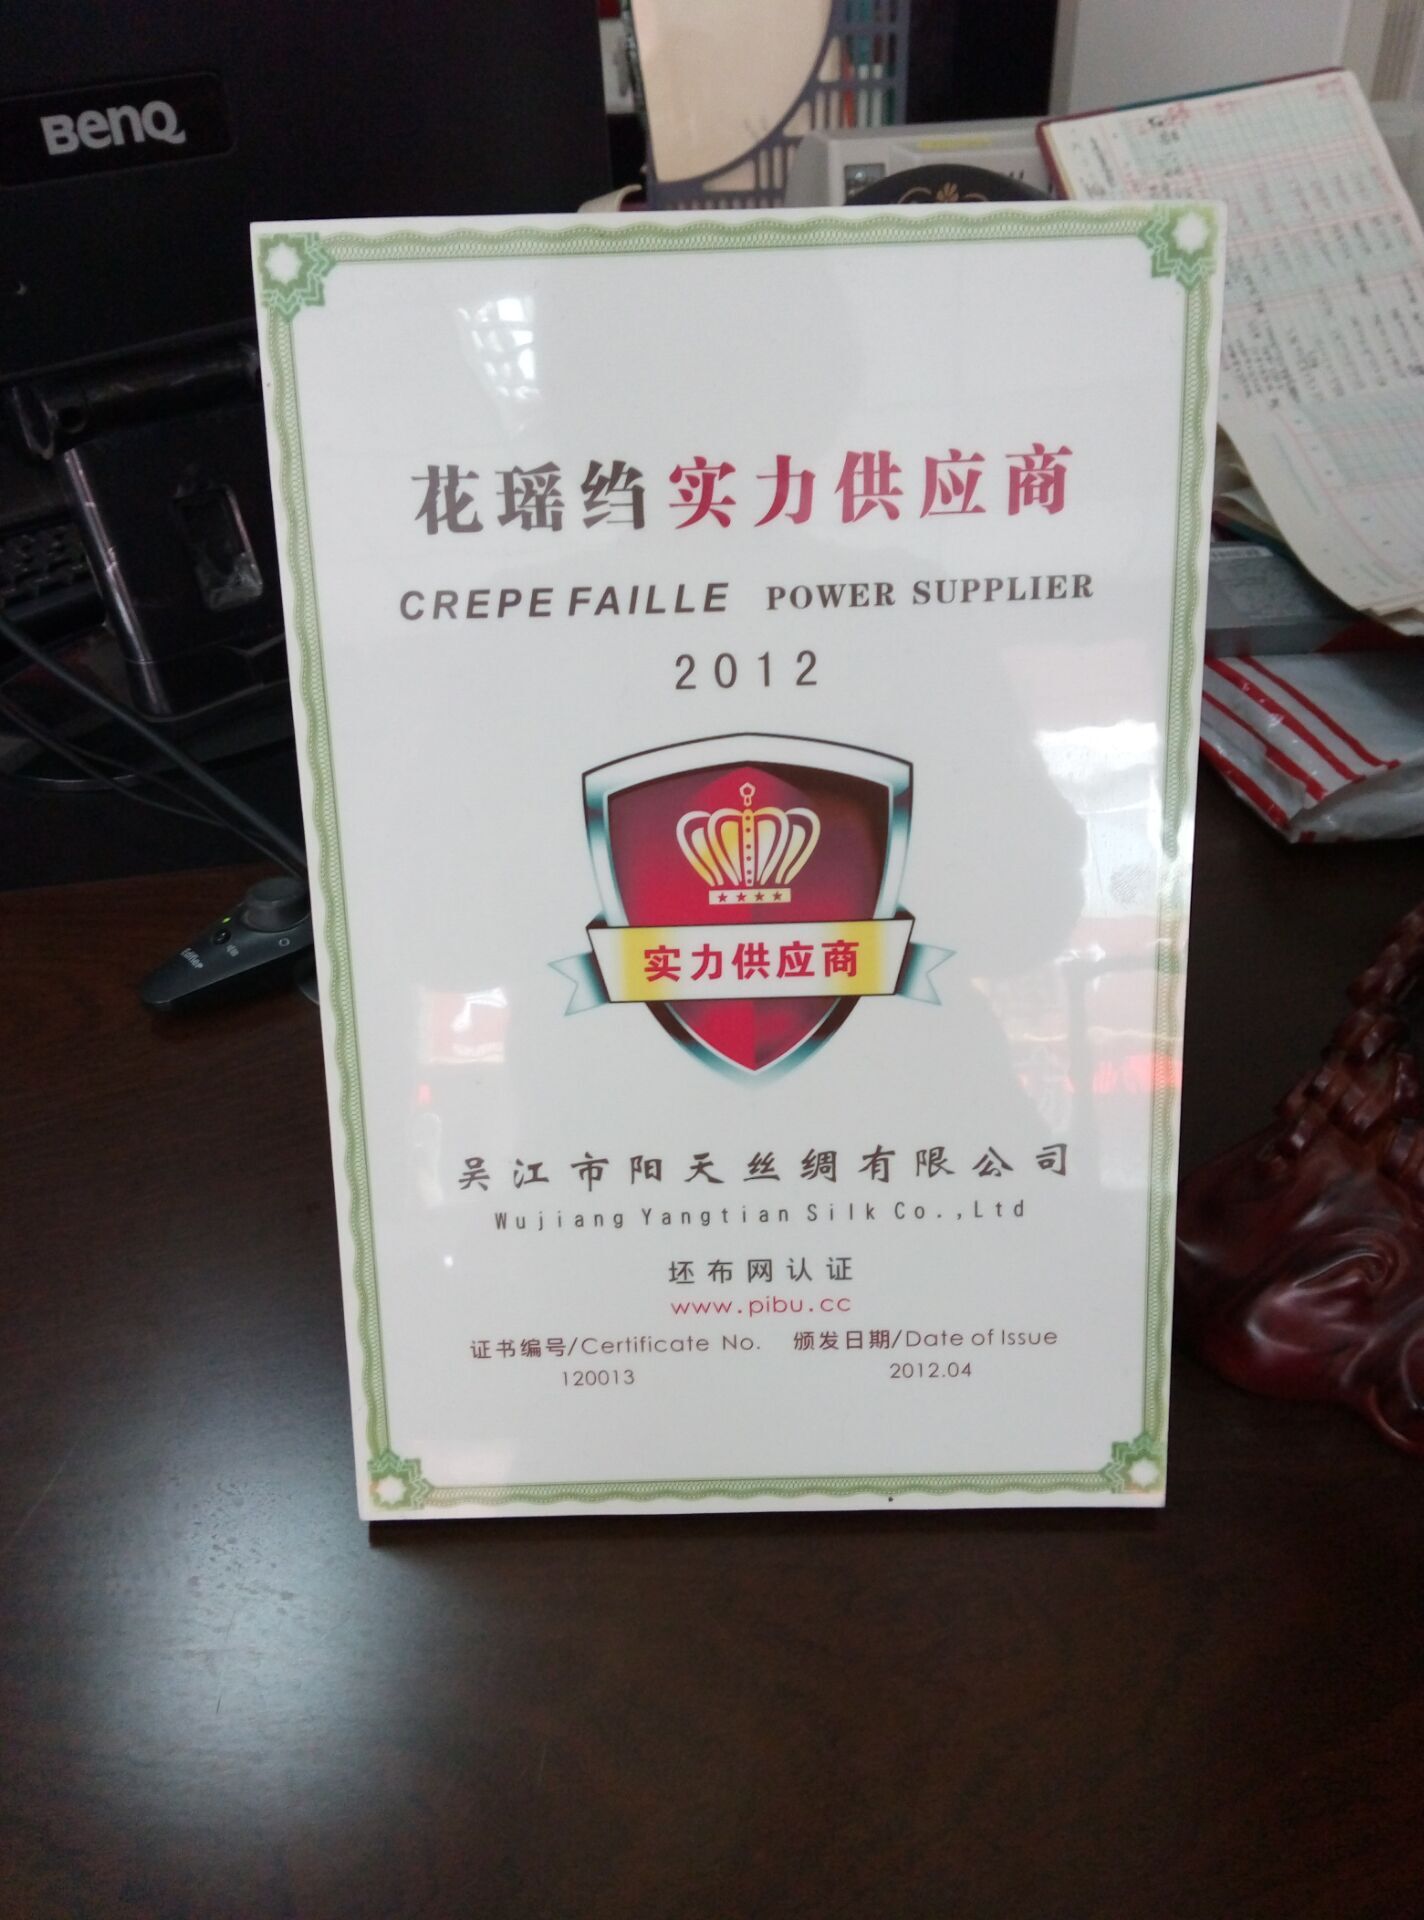 BenQ
花瑶绉实力供应商
CREPE FAILLE POWER SUPPLIER
2012
实力供应商
吴江市阳天丝绸有限公司
Wujiang Yangtian Silk Co.,Ltd
坯布网认证
www.pibu.cc
证书编号/Certificate No. 颁发日期/Date of Issue
120013 2012.04
Edifier